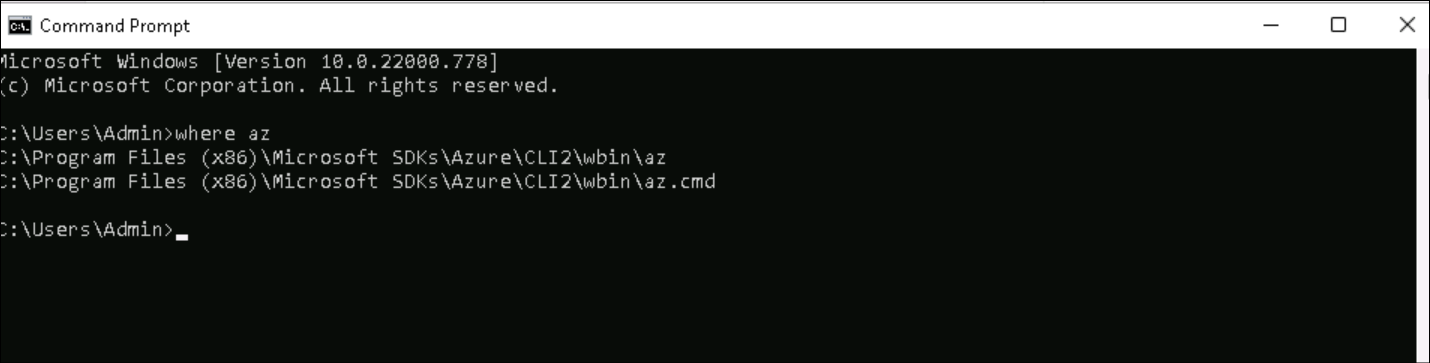 Command Prompt
Microsoft Windows [Version 10.0.22000.778]
(c) Microsoft Corporation. All rights reserved.
C:\Users\Admin>where az
C:\Program Files (x86)\Microsoft SDKs\Azure\CLI2\wbin\az
C:\Program Files (x86)\Microsoft SDKs\Azure\CLI2\wbin\az.cmd
C:\Users\Admin>